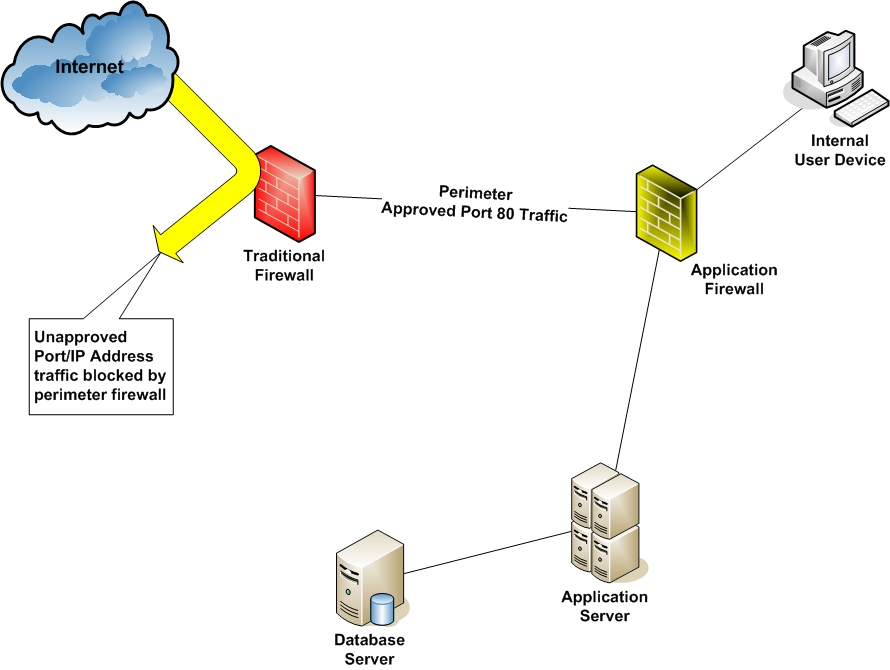 Internet
Internal
User Device
Perimeter
Approved Port 80 Traffic
Traditional
Firewall
Application
Firewall
Unapproved
Port/IP Address
traffic blocked by
perimeter firewall
Application
Server
Database
Server